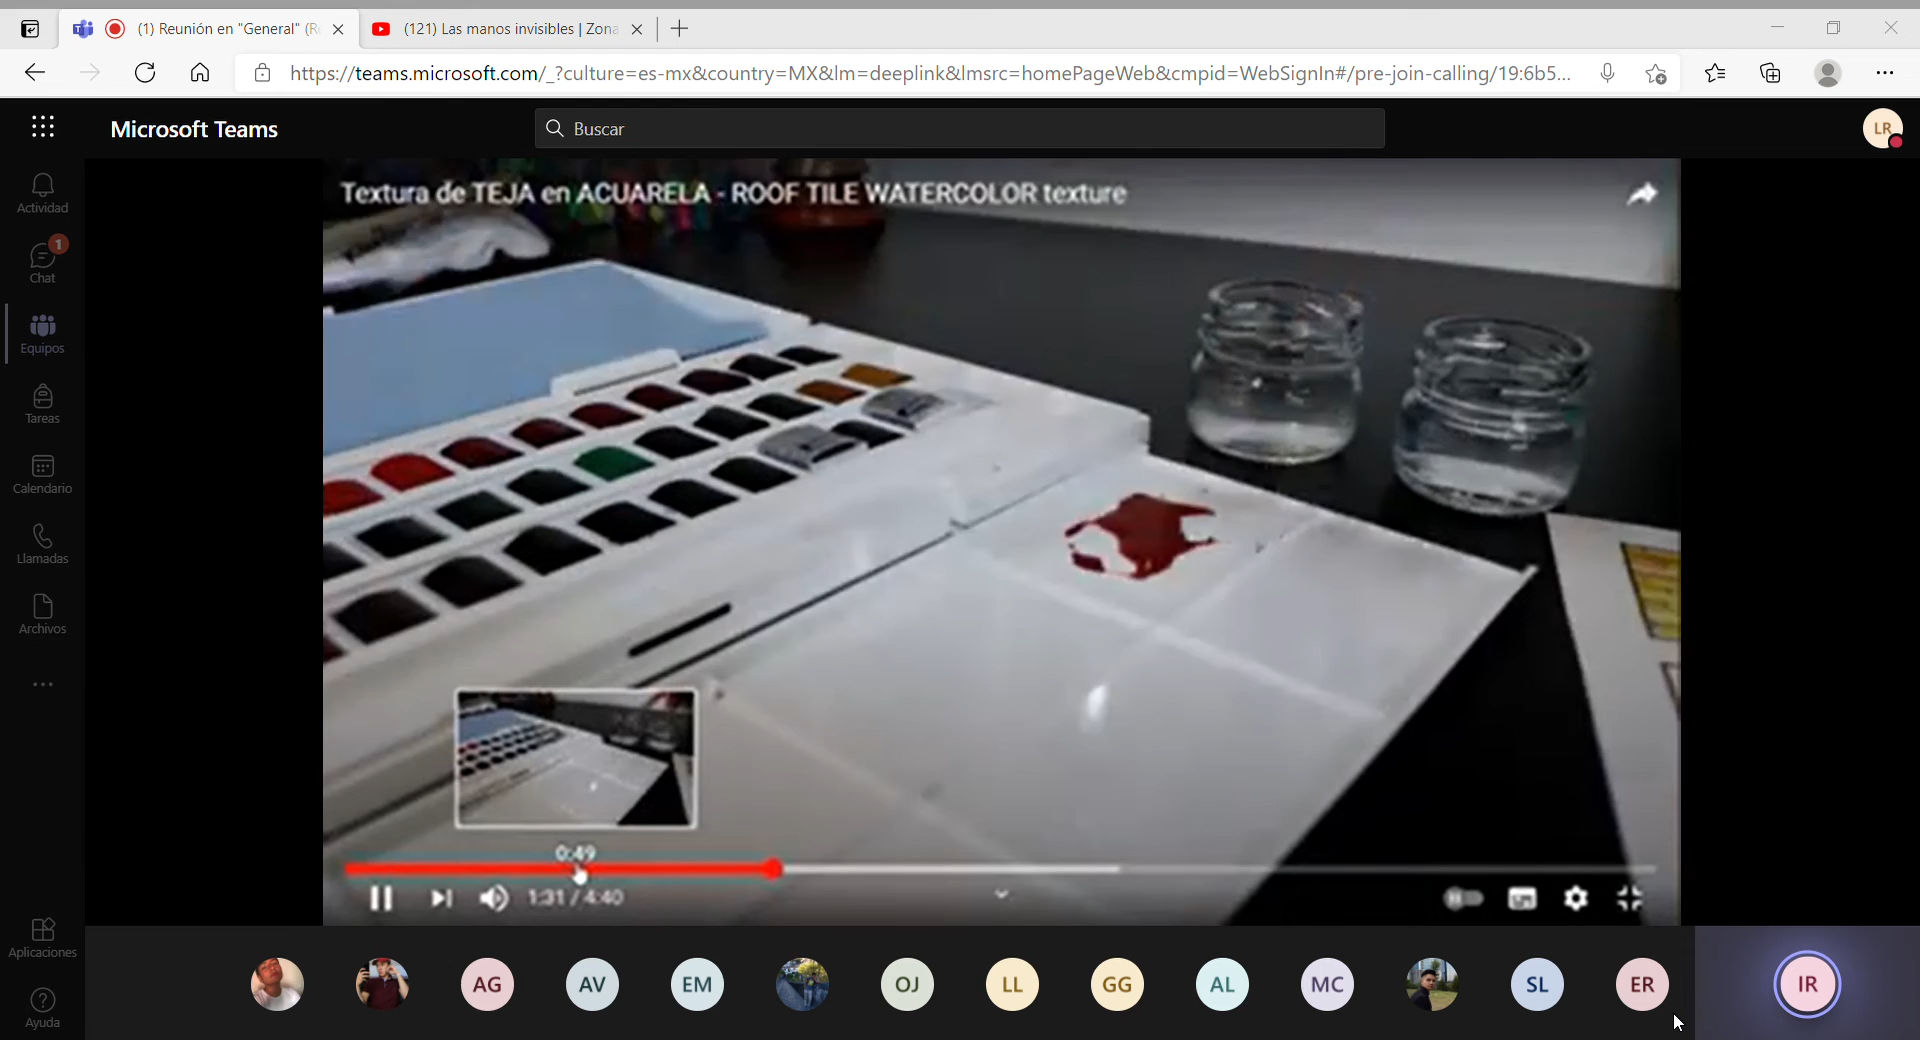 (1) Reunión en "General" (R
(121) Las manos invisibles | Zona
https://teams.microsoft.com/_?culture=es-mx&country=MX&lm=deeplink&lmsrc=homePageWeb&cmpid=WebSignIn#/pre-join-calling/19:6b5...
Microsoft Teams
Buscar
LR
Actividad
1
Chat
Equipos
Tareas
Calendario
Llamadas
Archivos
Aplicaciones
Ayuda
Textura de TEJA en ACUARELA - ROOF TILE WATERCOLOR texture
0:49
1:31 / 4:40
AG
AV
EM
OJ
LL
GG
AL
MC
SL
ER
IR